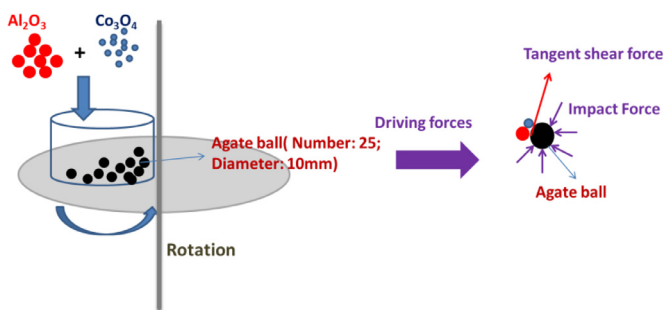 Al₂O₃
Co₃O₄
+
Agate ball( Number: 25;
Diameter: 10mm)
Rotation
Driving forces
Tangent shear force
Impact Force
Agate ball